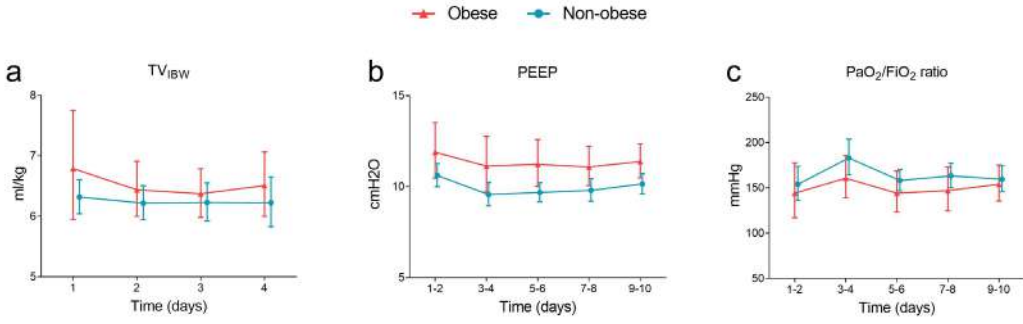 Obese Non-obese
a TV_IBW
ml/kg
8
7
6
5
1 2 3 4
Time (days)
b PEEP
cmH2O
15
10
5
1-2 3-4 5-6 7-8 9-10
Time (days)
c PaO₂/FiO₂ ratio
mmHg
250
200
150
100
50
1-2 3-4 5-6 7-8 9-10
Time (days)